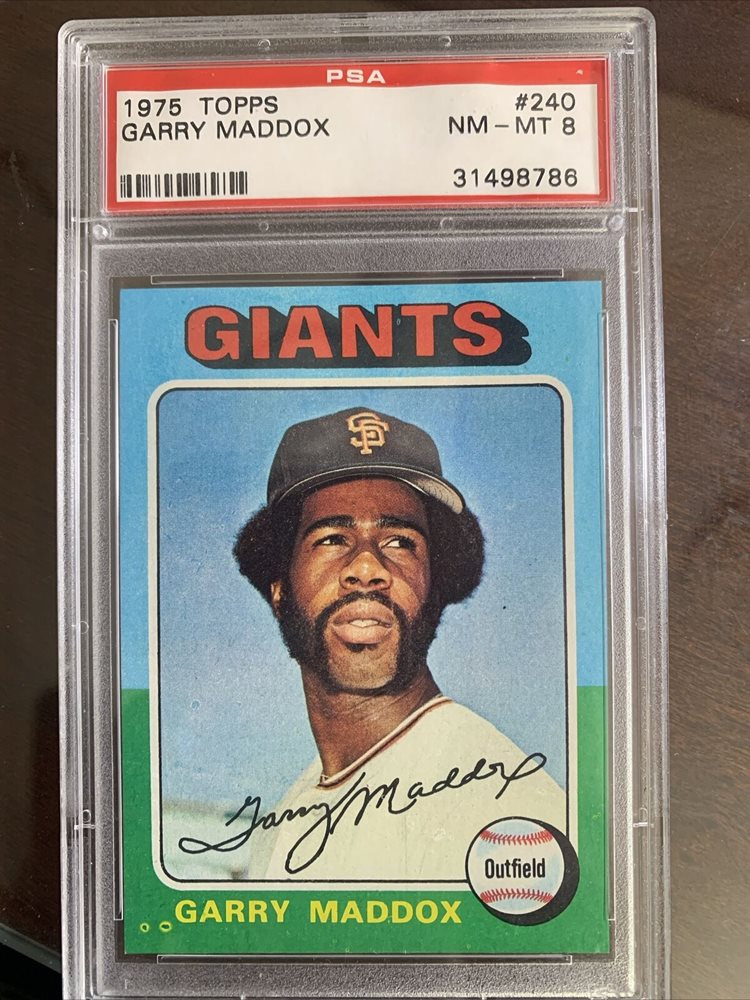 PSA
1975 TOPPS #240
GARRY MADDOX NM-MT 8
31498786
GIANTS
SF
Garry Maddox
Outfield
GARRY MADDOX